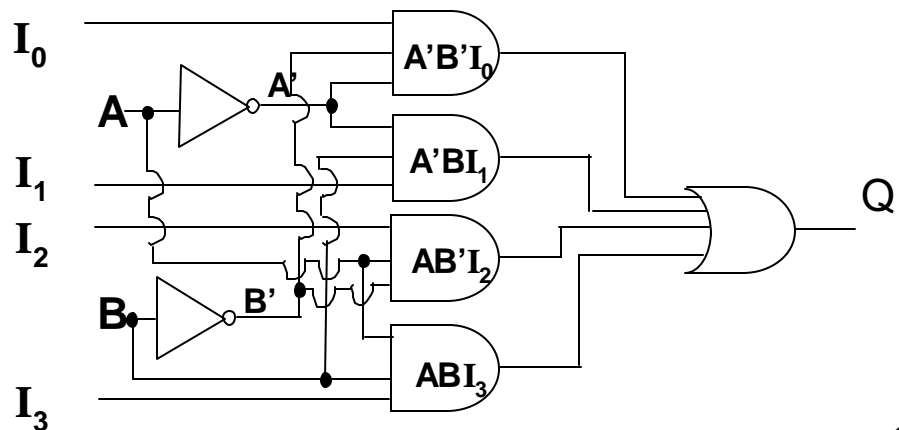 I₀
A'B'I₀
A'
A
A'BI₁
I₁
Q
I₂
AB'I₂
B'
B
ABI₃
I₃